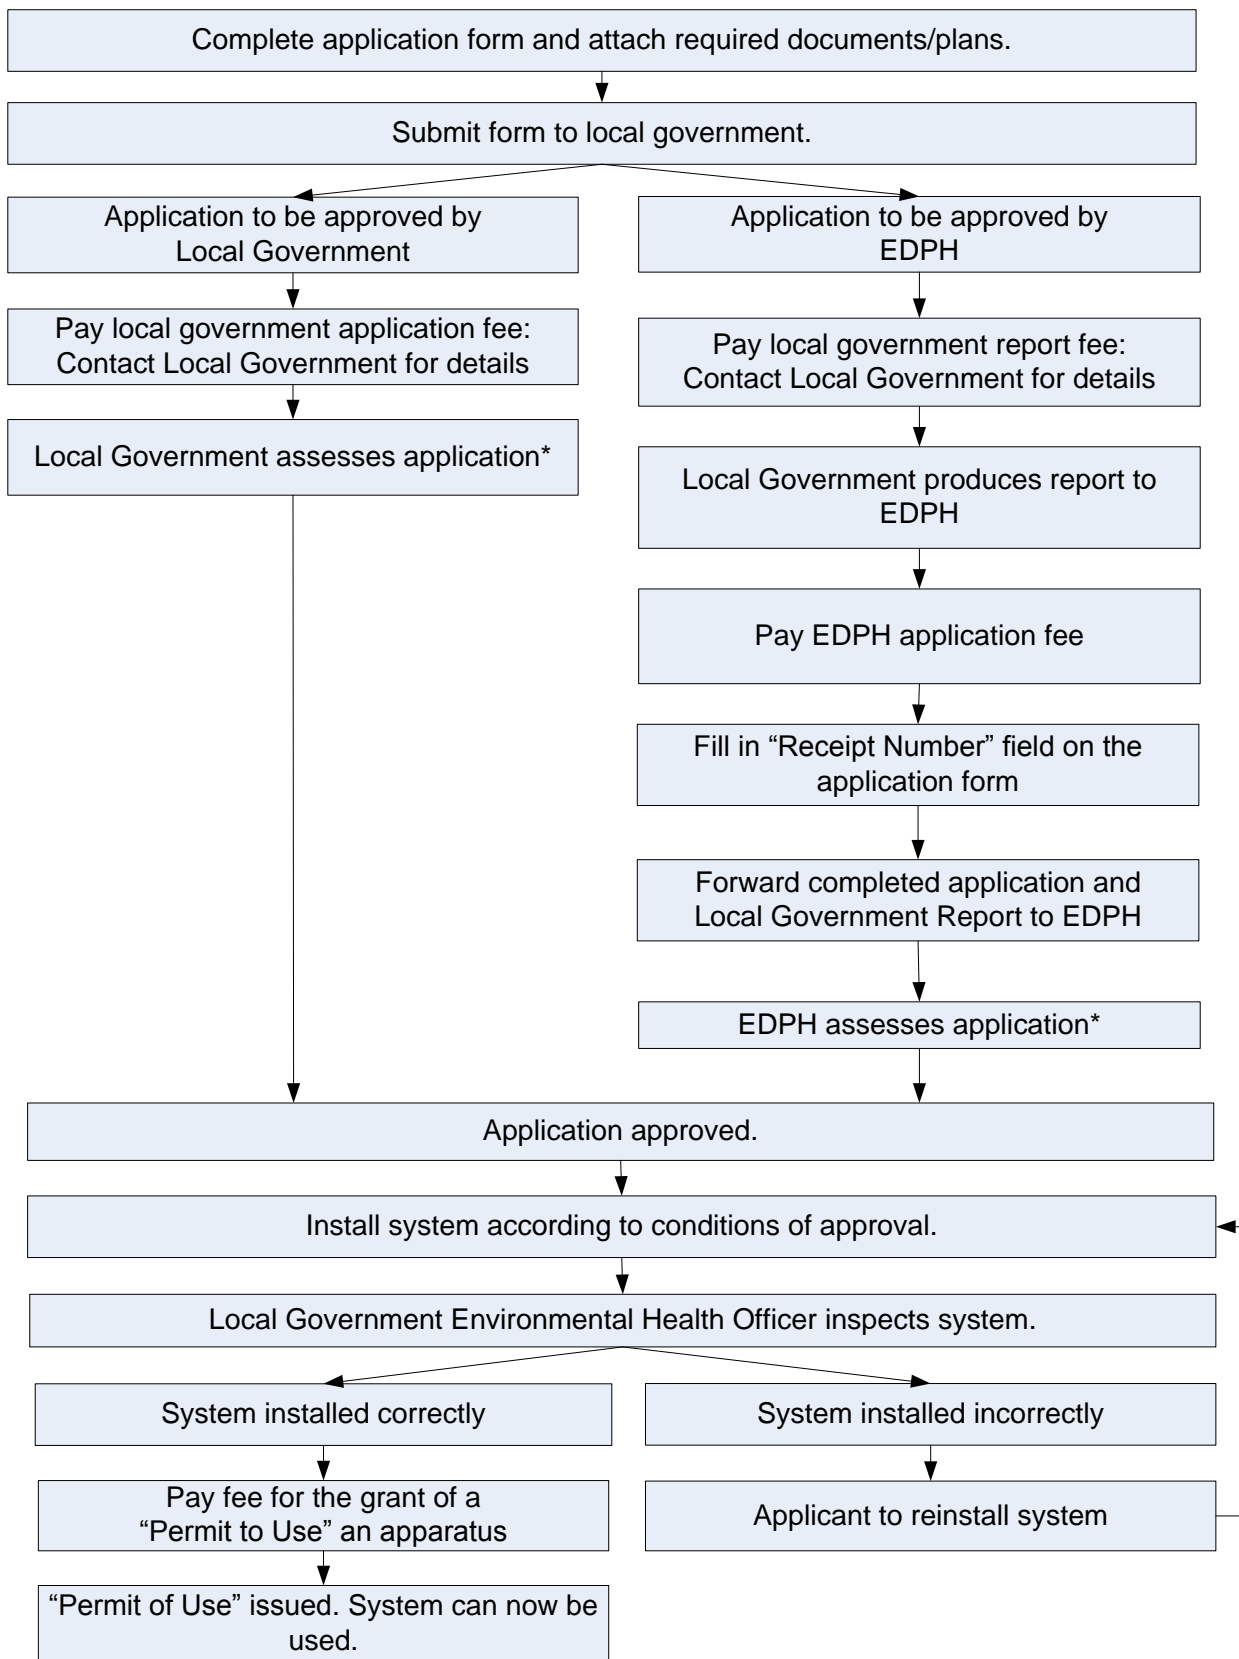 Complete application form and attach required documents/plans.
Submit form to local government.
Application to be approved by
Local Government
Pay local government application fee:
Contact Local Government for details
Local Government assesses application*
Application to be approved by
EDPH
Pay local government report fee:
Contact Local Government for details
Local Government produces report to
EDPH
Pay EDPH application fee
Fill in “Receipt Number” field on the
application form
Forward completed application and
Local Government Report to EDPH
EDPH assesses application*
Application approved.
Install system according to conditions of approval.
Local Government Environmental Health Officer inspects system.
System installed correctly
Pay fee for the grant of a
“Permit to Use” an apparatus
“Permit of Use” issued. System can now be
used.
System installed incorrectly
Applicant to reinstall system